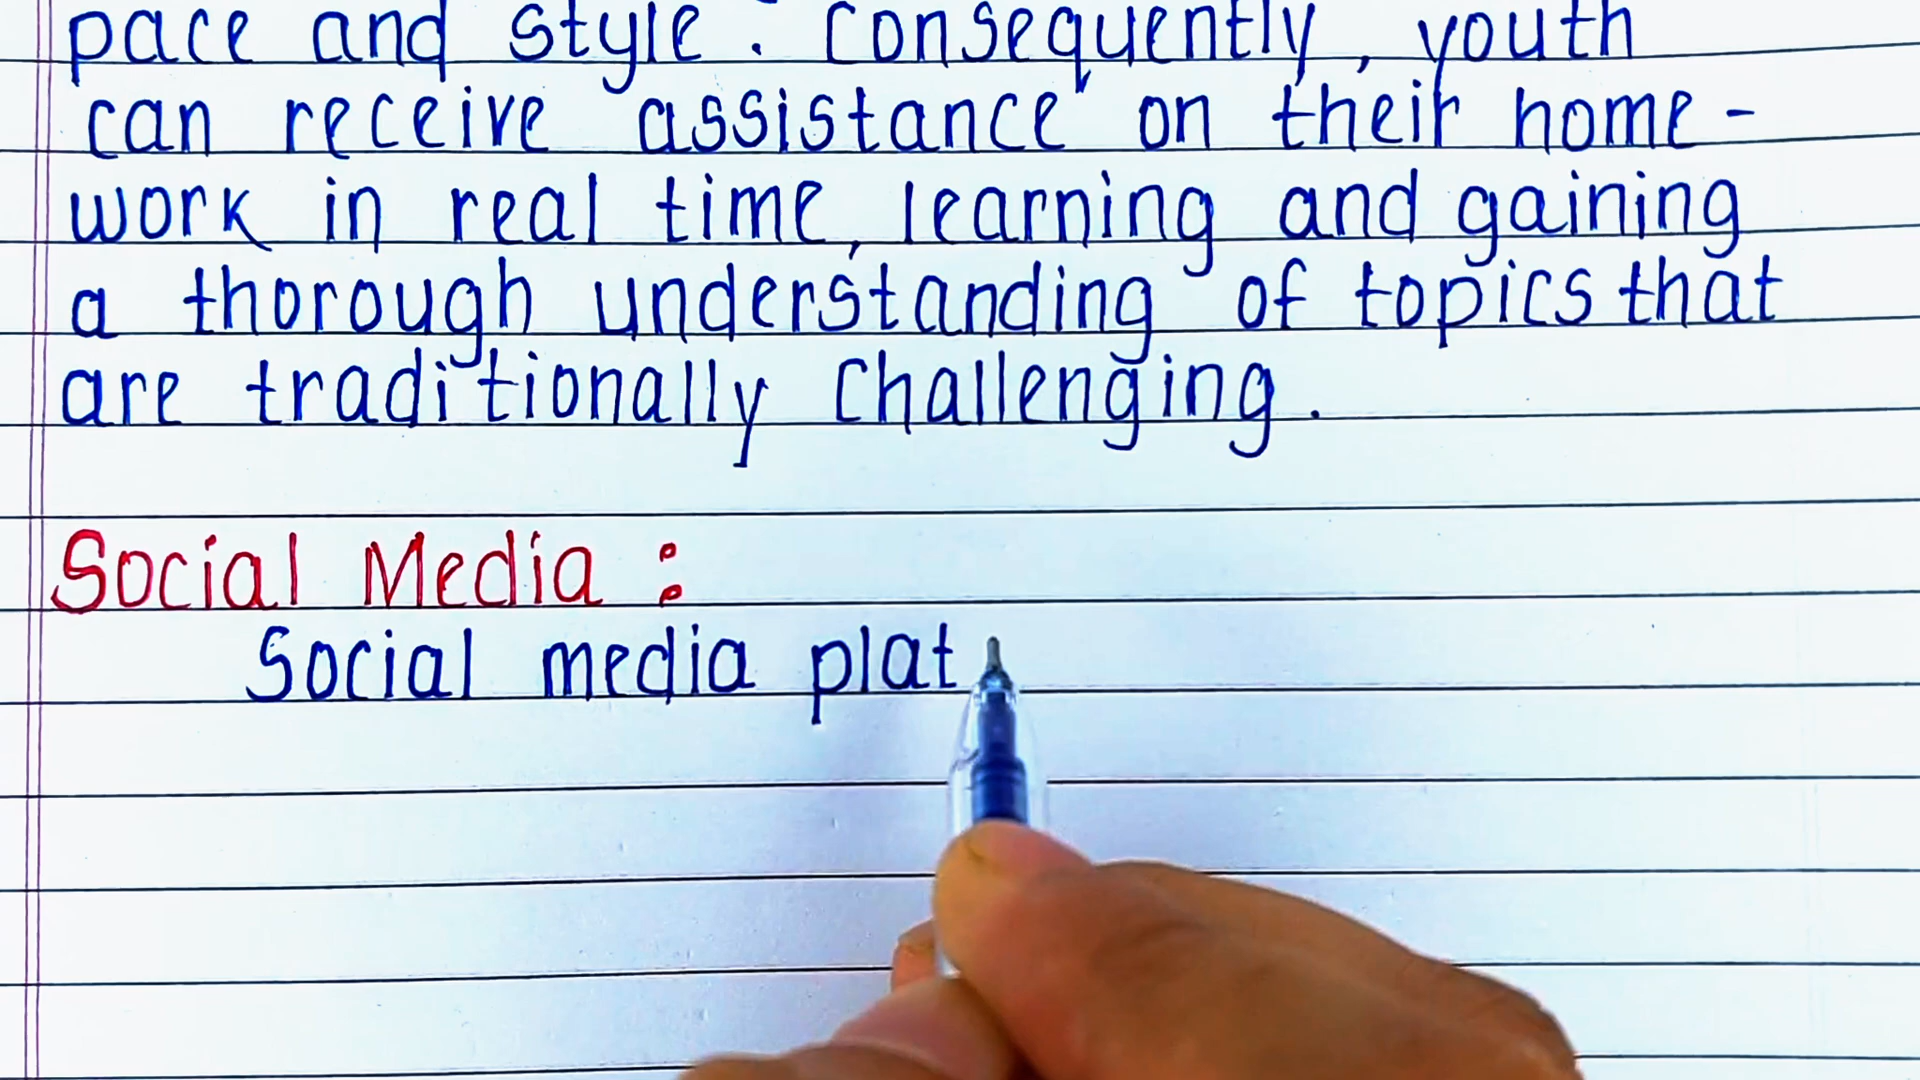 pace and style. Consequently, youth
can receive assistance on their home-
work in real time, learning and gaining
a thorough understanding of topics that
are traditionally challenging.
Social Media :
Social media plat